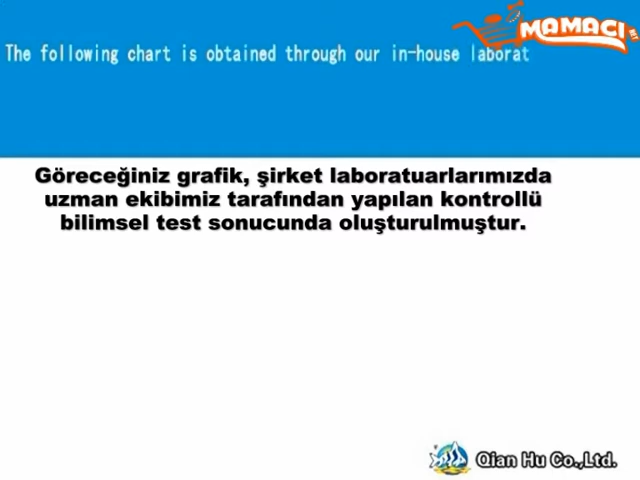 MAMACI
The following chart is obtained through our in-house laborat
Göreceğiniz grafik, şirket laboratuarlarımızda
uzman ekibimiz tarafından yapılan kontrollü
bilimsel test sonucunda oluşturulmuştur.
Qian Hu Co.,Ltd.